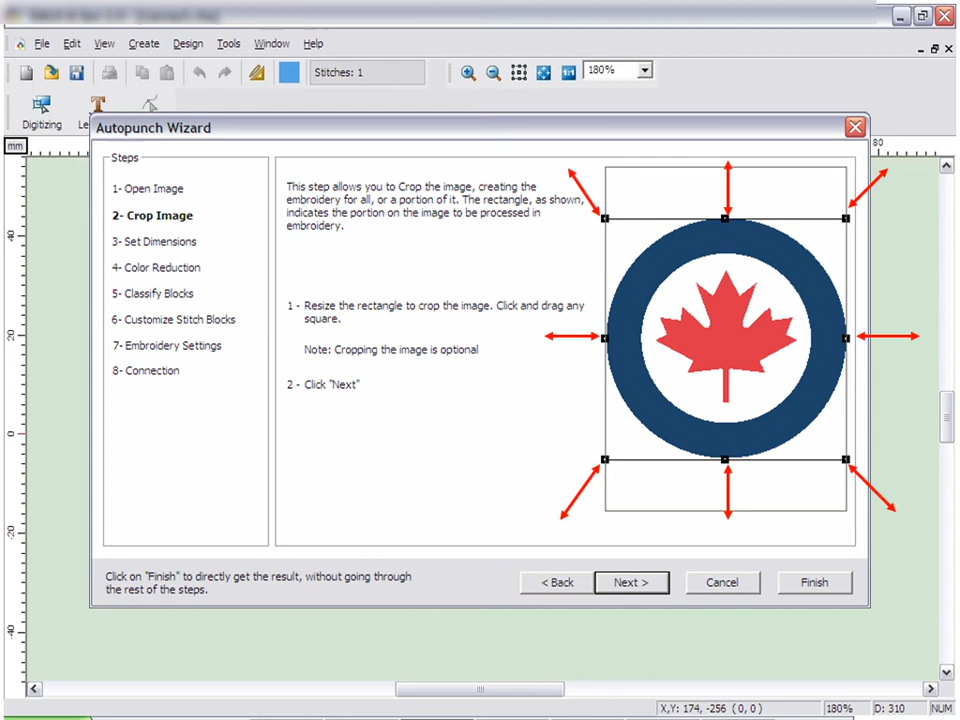 File Edit View Create Design Tools Window Help
Stitches: 1
180%
Digitizing
mm
80
Autopunch Wizard
Steps
1- Open Image
2- Crop Image
3- Set Dimensions
4- Color Reduction
5- Classify Blocks
6- Customize Stitch Blocks
7- Embroidery Settings
8- Connection
This step allows you to Crop the image, creating the
embroidery for all, or a portion of it. The rectangle, as shown,
indicates the portion on the image to be processed in
embroidery.
1 - Resize the rectangle to crop the image. Click and drag any
square.
Note: Cropping the image is optional
2 - Click "Next"
40
20
0
-20
-40
Click on "Finish" to directly get the result, without going through
the rest of the steps.
< Back Next > Cancel Finish
X,Y: 174, -256 ( 0, 0 ) 180% D: 310 NUM